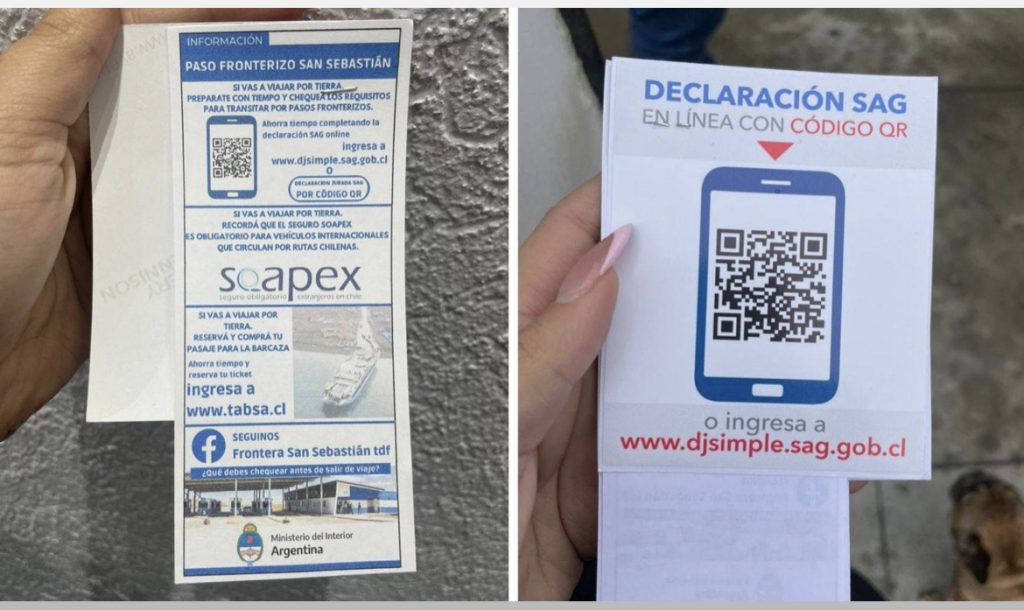 INFORMACIÓN
PASO FRONTERIZO SAN SEBASTIÁN
SI VAS A VIAJAR POR TIERRA.
PREPARATE CON TIEMPO Y CHEQUEA LOS REQUISITOS
PARA TRANSITAR POR PASOS FRONTERIZOS.
Ahorra tiempo completando la
declaración SAG online
ingresa a
www.djsimple.sag.gob.cl
O
DECLARACION JURADA SAG
POR CÓDIGO QR
SI VAS A VIAJAR POR TIERRA.
RECORDÁ QUE EL SEGURO SOAPEX
ES OBLIGATORIO PARA VEHÍCULOS INTERNACIONALES
QUE CIRCULAN POR RUTAS CHILENAS.
soapex
seguro obligatorio extranjeros en chile
SI VAS A VIAJAR POR
TIERRA.
RESERVÁ Y COMPRÁ TU
PASAJE PARA LA BARCAZA
Ahorra tiempo y
reserva tu ticket
ingresa a
www.tabsa.cl
SEGUINOS
Frontera San Sebastián tdf
¿Qué debes chequear antes de salir de viaje?
Ministerio del Interior
Argentina
DECLARACIÓN SAG
EN LÍNEA CON CÓDIGO QR
o ingresa a
www.djsimple.sag.gob.cl